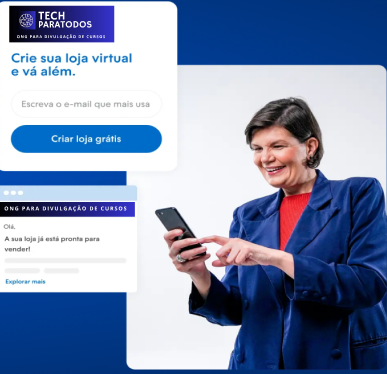 TECH
PARATODOS
ONG PARA DIVULGAÇÃO DE CURSOS
Crie sua loja virtual
e vá além.
Escreva o e-mail que mais usa
Criar loja grátis
ONG PARA DIVULGAÇÃO DE CURSOS
Olá,
A sua loja já está pronta para
vender!
Explorar mais